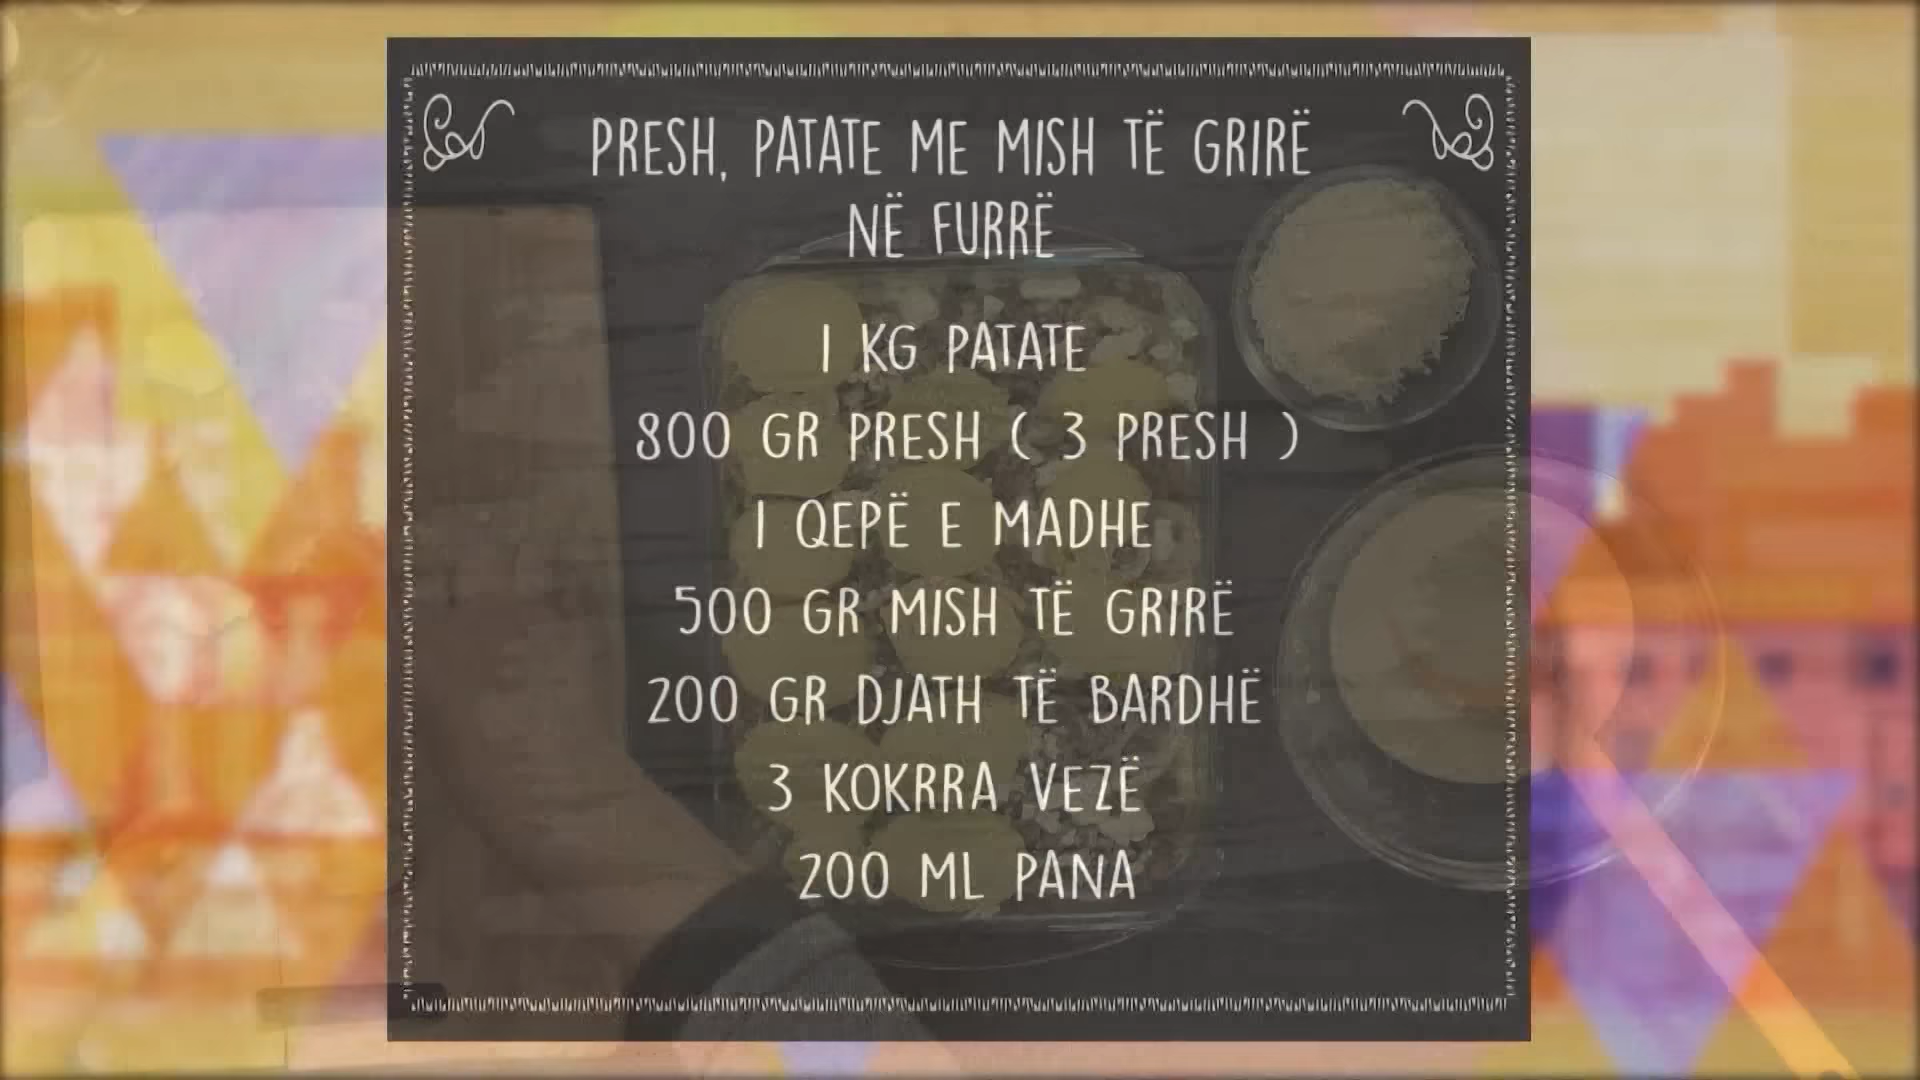 PRESH, PATATE ME MISH TË GRIRË
NË FURRË
1 KG PATATE
800 GR PRESH ( 3 PRESH )
1 QEPË E MADHE
500 GR MISH TË GRIRË
200 GR DJATH TË BARDHË
3 KOKRRA VEZË
200 ML PANA